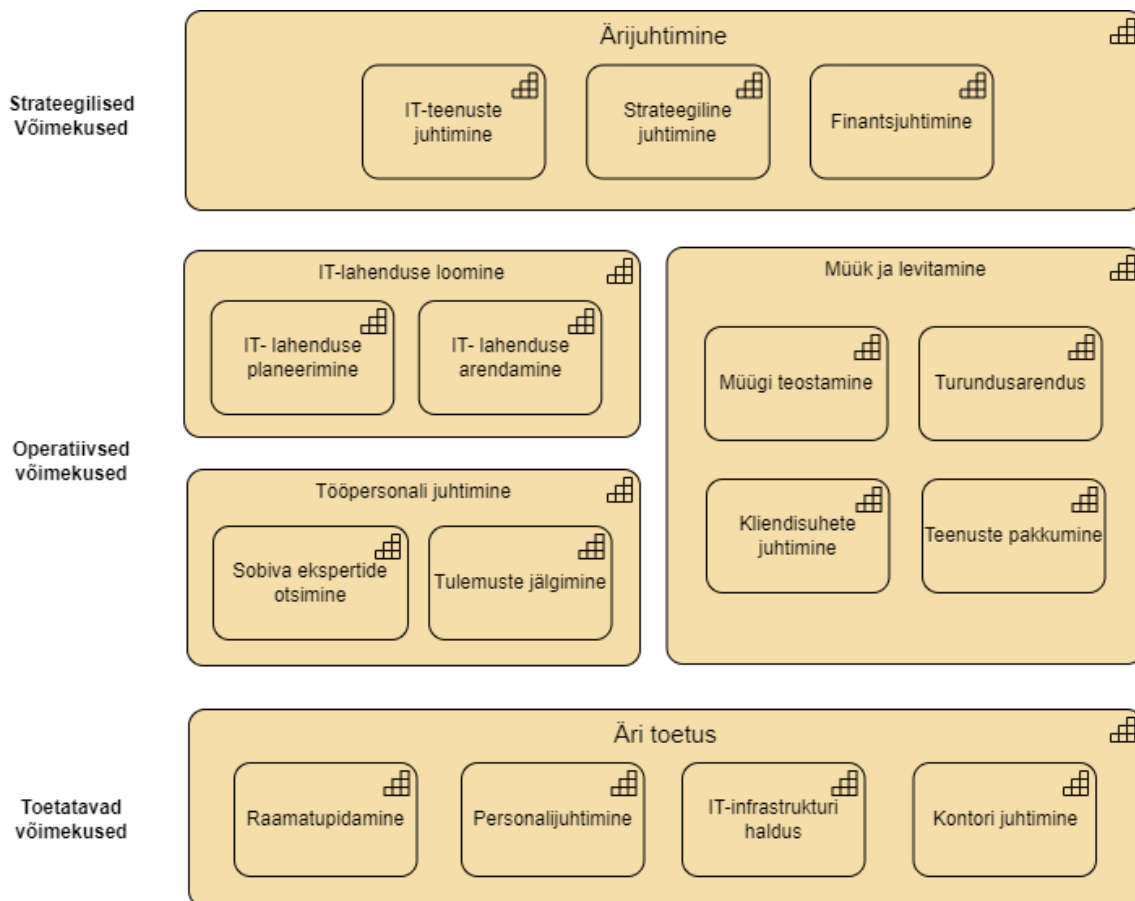 Ärijuhtimine
Strateegilised
Võimekused
IT-teenuste
juhtimine
Strateegiline
juhtimine
Finantsjuhtimine
IT-lahenduse loomine
IT- lahenduse
planeerimine
IT- lahenduse
arendamine
Müük ja levitamine
Müügi teostamine
Turundusarendus
Kliendisuhete
juhtimine
Teenuste pakkumine
Operatiivsed
võimekused
Tööpersonali juhtimine
Sobiva ekspertide
otsimine
Tulemuste jälgimine
Äri toetus
Toetatavad
võimekused
Raamatupidamine
Personalijuhtimine
IT-infrastrukturi
haldus
Kontori juhtimine